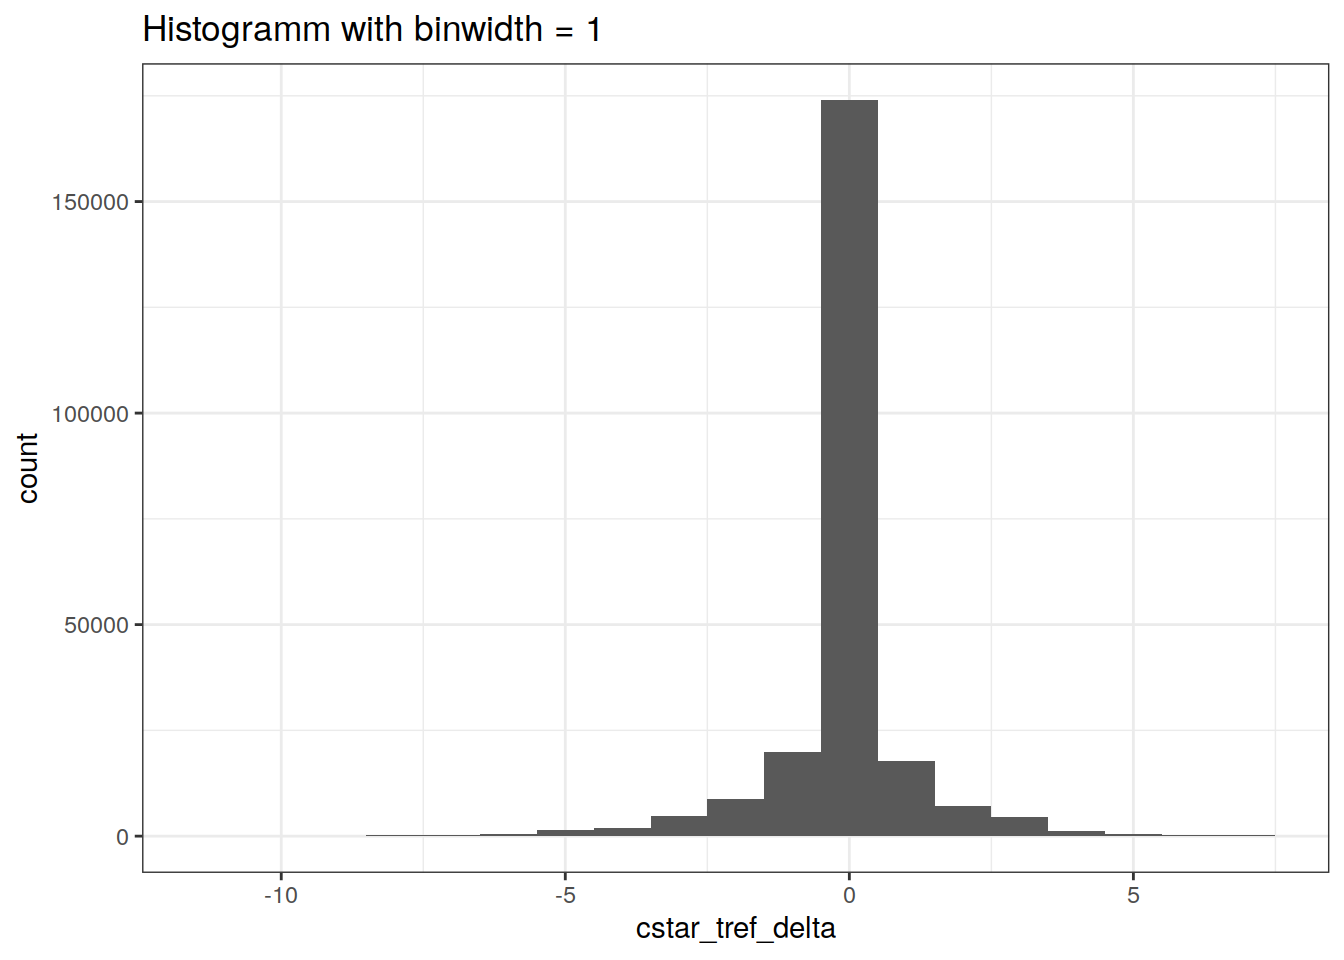 Histogramm with binwidth = 1
150000
100000
50000
0
count
-10
-5
0
5
cstar_tref_delta